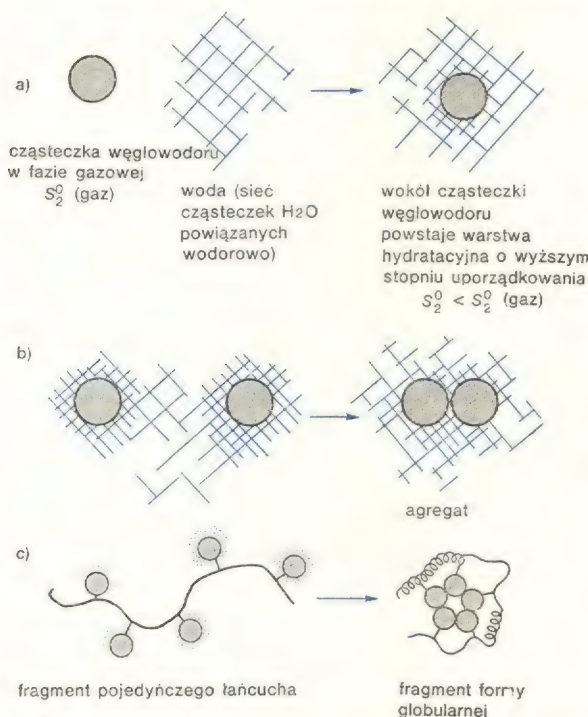 a)
cząsteczka węglowodoru
w fazie gazowej
S₂⁰ (gaz)
woda (sieć
cząsteczek H₂O
powiązanych
wodorowo)
wokół cząsteczki
węglowodoru
powstaje warstwa
hydratacyjna o wyższym
stopniu uporządkowania
S₂⁰ < S₂⁰ (gaz)
b)
agregat
c)
fragment pojedyńczego łańcucha
fragment formy
globularnej